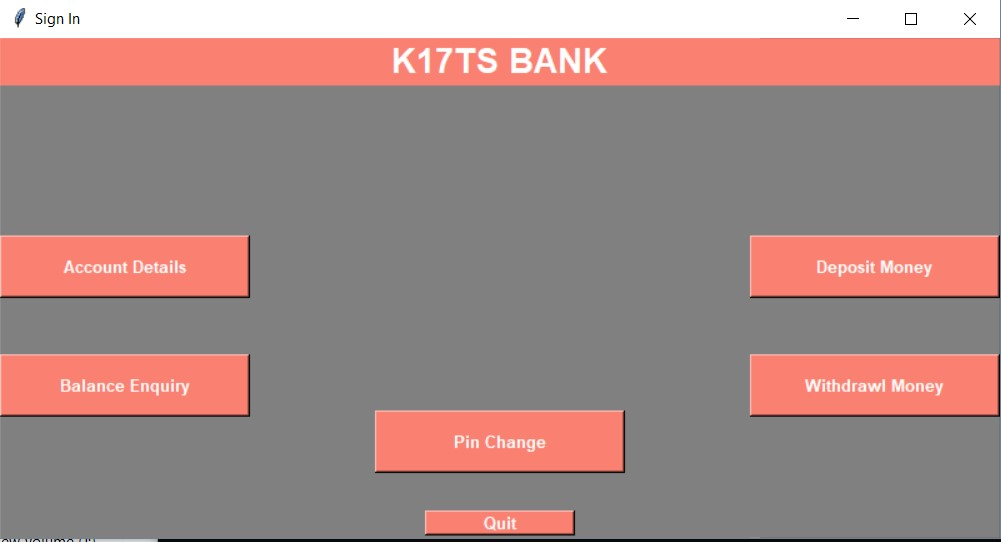 Sign In
K17TS BANK
Account Details
Deposit Money
Balance Enquiry
Withdrawl Money
Pin Change
Quit